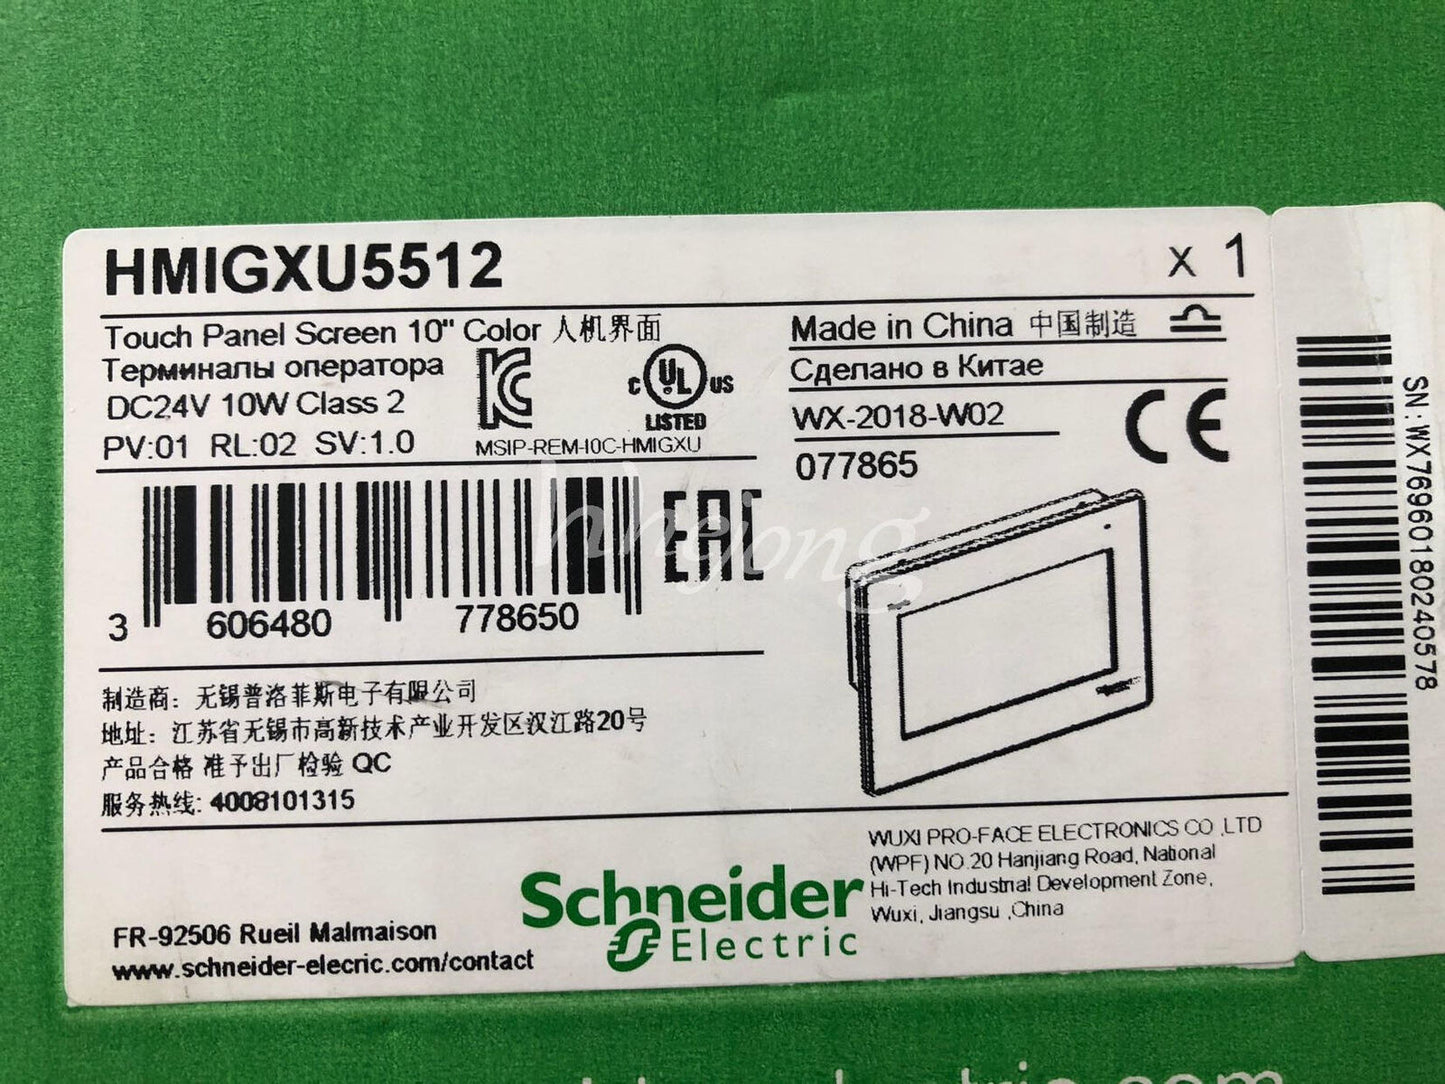 HMIGXU5512
x 1
Touch Panel Screen 10" Color 人机界面
Терминалы оператора
DC24V 10W Class 2
PV:01 RL:02 SV:1.0
C UL US
LISTED
MSIP-REM-I0C-HMIGXU
Made in China 中国制造
Сделано в Китае
WX-2018-W02
077865
CE
EAC
3 606480 778650
hhejong
制造商：无锡普洛菲斯电子有限公司
地址：江苏省无锡市高新技术产业开发区汉江路20号
产品合格 准予出厂检验 QC
服务热线: 4008101315
WUXI PRO-FACE ELECTRONICS CO ,LTD
(WPF) NO.20 Hanjiang Road, National
Hi-Tech Industrial Development Zone,
Wuxi, Jiangsu ,China
Schneider
Electric
FR-92506 Rueil Malmaison
www.schneider-elecric.com/contact
SN : WX76960180240578